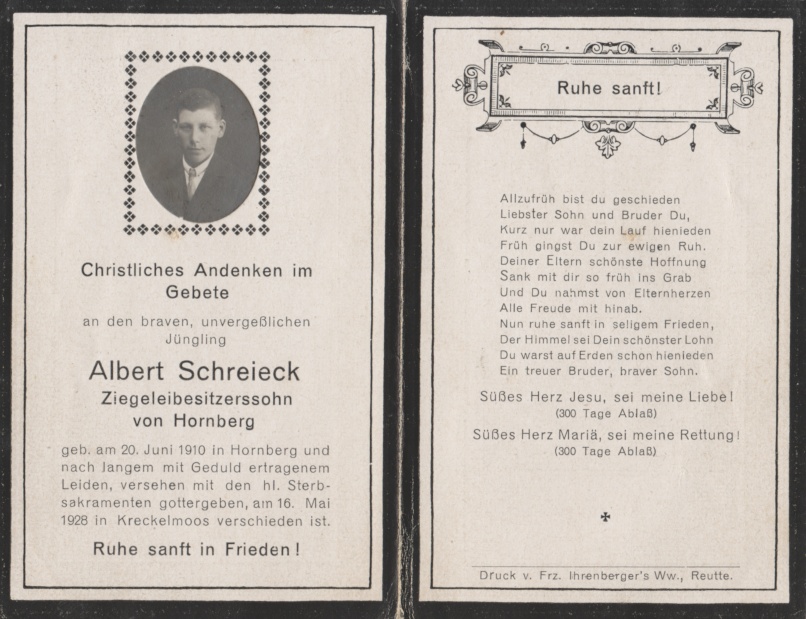 Christliches Andenken im
Gebete
an den braven, unvergeßlichen
Jüngling
Albert Schreieck
Ziegeleibesitzerssohn
von Hornberg
geb. am 20. Juni 1910 in Hornberg und
nach langem mit Geduld ertragenem
Leiden, versehen mit den hl. Sterb-
sakramenten gottergeben, am 16. Mai
1928 in Kreckelmoos verschieden ist.
Ruhe sanft in Frieden!
Ruhe sanft!
Allzufrüh bist du geschieden
Liebster Sohn und Bruder Du,
Kurz nur war dein Lauf hienieden
Früh gingst Du zur ewigen Ruh.
Deiner Eltern schönste Hoffnung
Sank mit dir so früh ins Grab
Und Du nahmst von Elternherzen
Alle Freude mit hinab.
Nun ruhe sanft in seligem Frieden,
Der Himmel sei Dein schönster Lohn
Du warst auf Erden schon hienieden
Ein treuer Bruder, braver Sohn.
Süßes Herz Jesu, sei meine Liebe!
(300 Tage Ablaß)
Süßes Herz Mariä, sei meine Rettung!
(300 Tage Ablaß)
Druck v. Frz. Ihrenberger's Ww., Reutte.